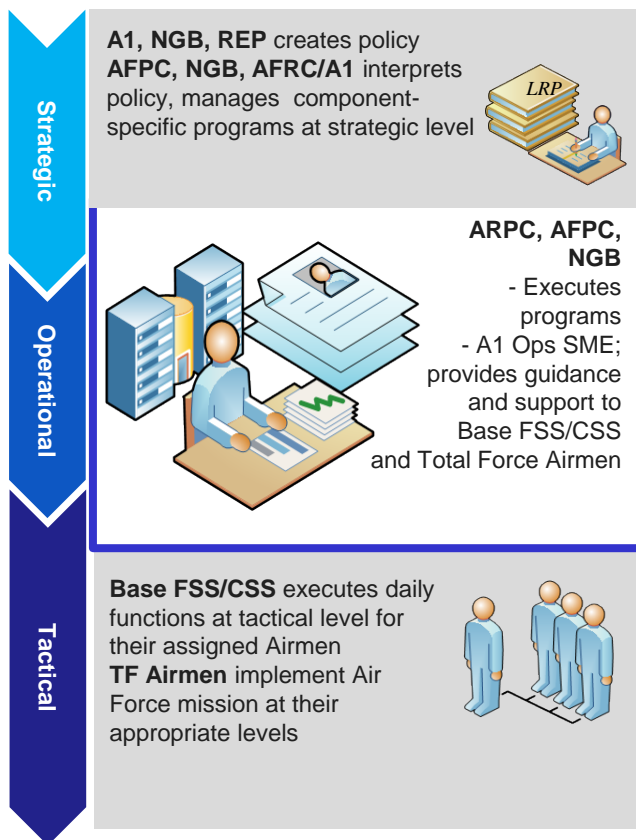 Strategic
A1, NGB, REP creates policy
AFPC, NGB, AFRC/A1 interprets
policy, manages component-
specific programs at strategic level
LRP
Operational
ARPC, AFPC,
NGB
- Executes
programs
- A1 Ops SME;
provides guidance
and support to
Base FSS/CSS
and Total Force Airmen
Tactical
Base FSS/CSS executes daily
functions at tactical level for
their assigned Airmen
TF Airmen implement Air
Force mission at their
appropriate levels